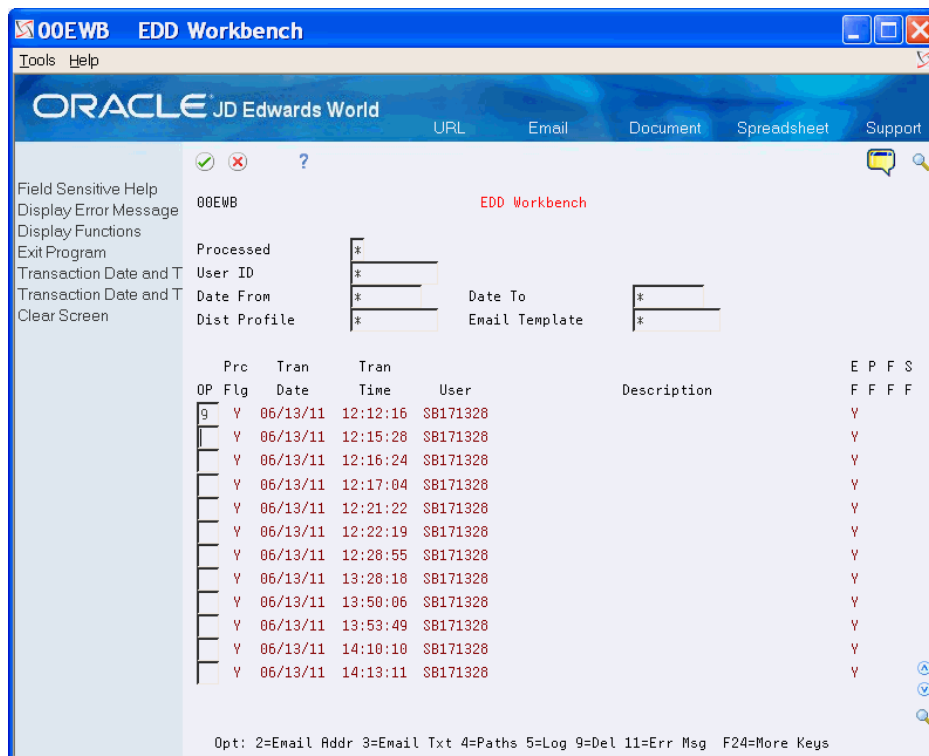 00EWB EDD Workbench
Tools Help
ORACLE JD Edwards World
URL Email Document Spreadsheet Support
?
Field Sensitive Help
Display Error Message
Display Functions
Exit Program
Transaction Date and T
Transaction Date and T
Clear Screen
00EWB EDD Workbench
Processed *
User ID *
Date From * Date To *
Dist Profile * Email Template *
Prc Tran Tran E P F S
OP Flg Date Time User Description F F F F
9 Y 06/13/11 12:12:16 SB171328 Y
Y 06/13/11 12:15:28 SB171328 Y
Y 06/13/11 12:16:24 SB171328 Y
Y 06/13/11 12:17:04 SB171328 Y
Y 06/13/11 12:21:22 SB171328 Y
Y 06/13/11 12:22:19 SB171328 Y
Y 06/13/11 12:28:55 SB171328 Y
Y 06/13/11 13:28:18 SB171328 Y
Y 06/13/11 13:50:06 SB171328 Y
Y 06/13/11 13:53:49 SB171328 Y
Y 06/13/11 14:10:10 SB171328 Y
Y 06/13/11 14:13:11 SB171328 Y
Opt: 2=Email Addr 3=Email Txt 4=Paths 5=Log 9=Del 11=Err Msg F24=More Keys